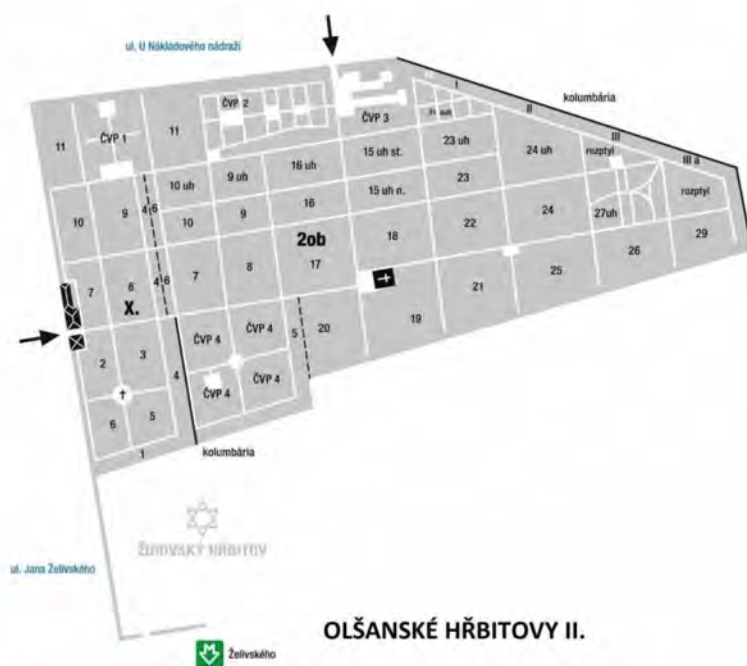 ul. U Nákladového nádraží
kolumbária
I
II
III
III a
11
ČVP 1
11
ČVP 2
ČVP 3
23 uh
24 uh
rozptyl
rozptyl
10 uh
9 uh
16 uh
15 uh st.
15 uh n.
23
10
9
4
6
10
9
16
2ob
18
22
24
27uh
29
7
8
X.
4
6
7
8
17
21
25
26
2
3
4
ČVP 4
ČVP 4
5
20
19
ČVP 4
ČVP 4
6
5
1
kolumbária
ŽIDOVSKÝ HŘBITOV
ul. Jana Želivského
OLŠANSKÉ HŘBITOVY II.
Želivského